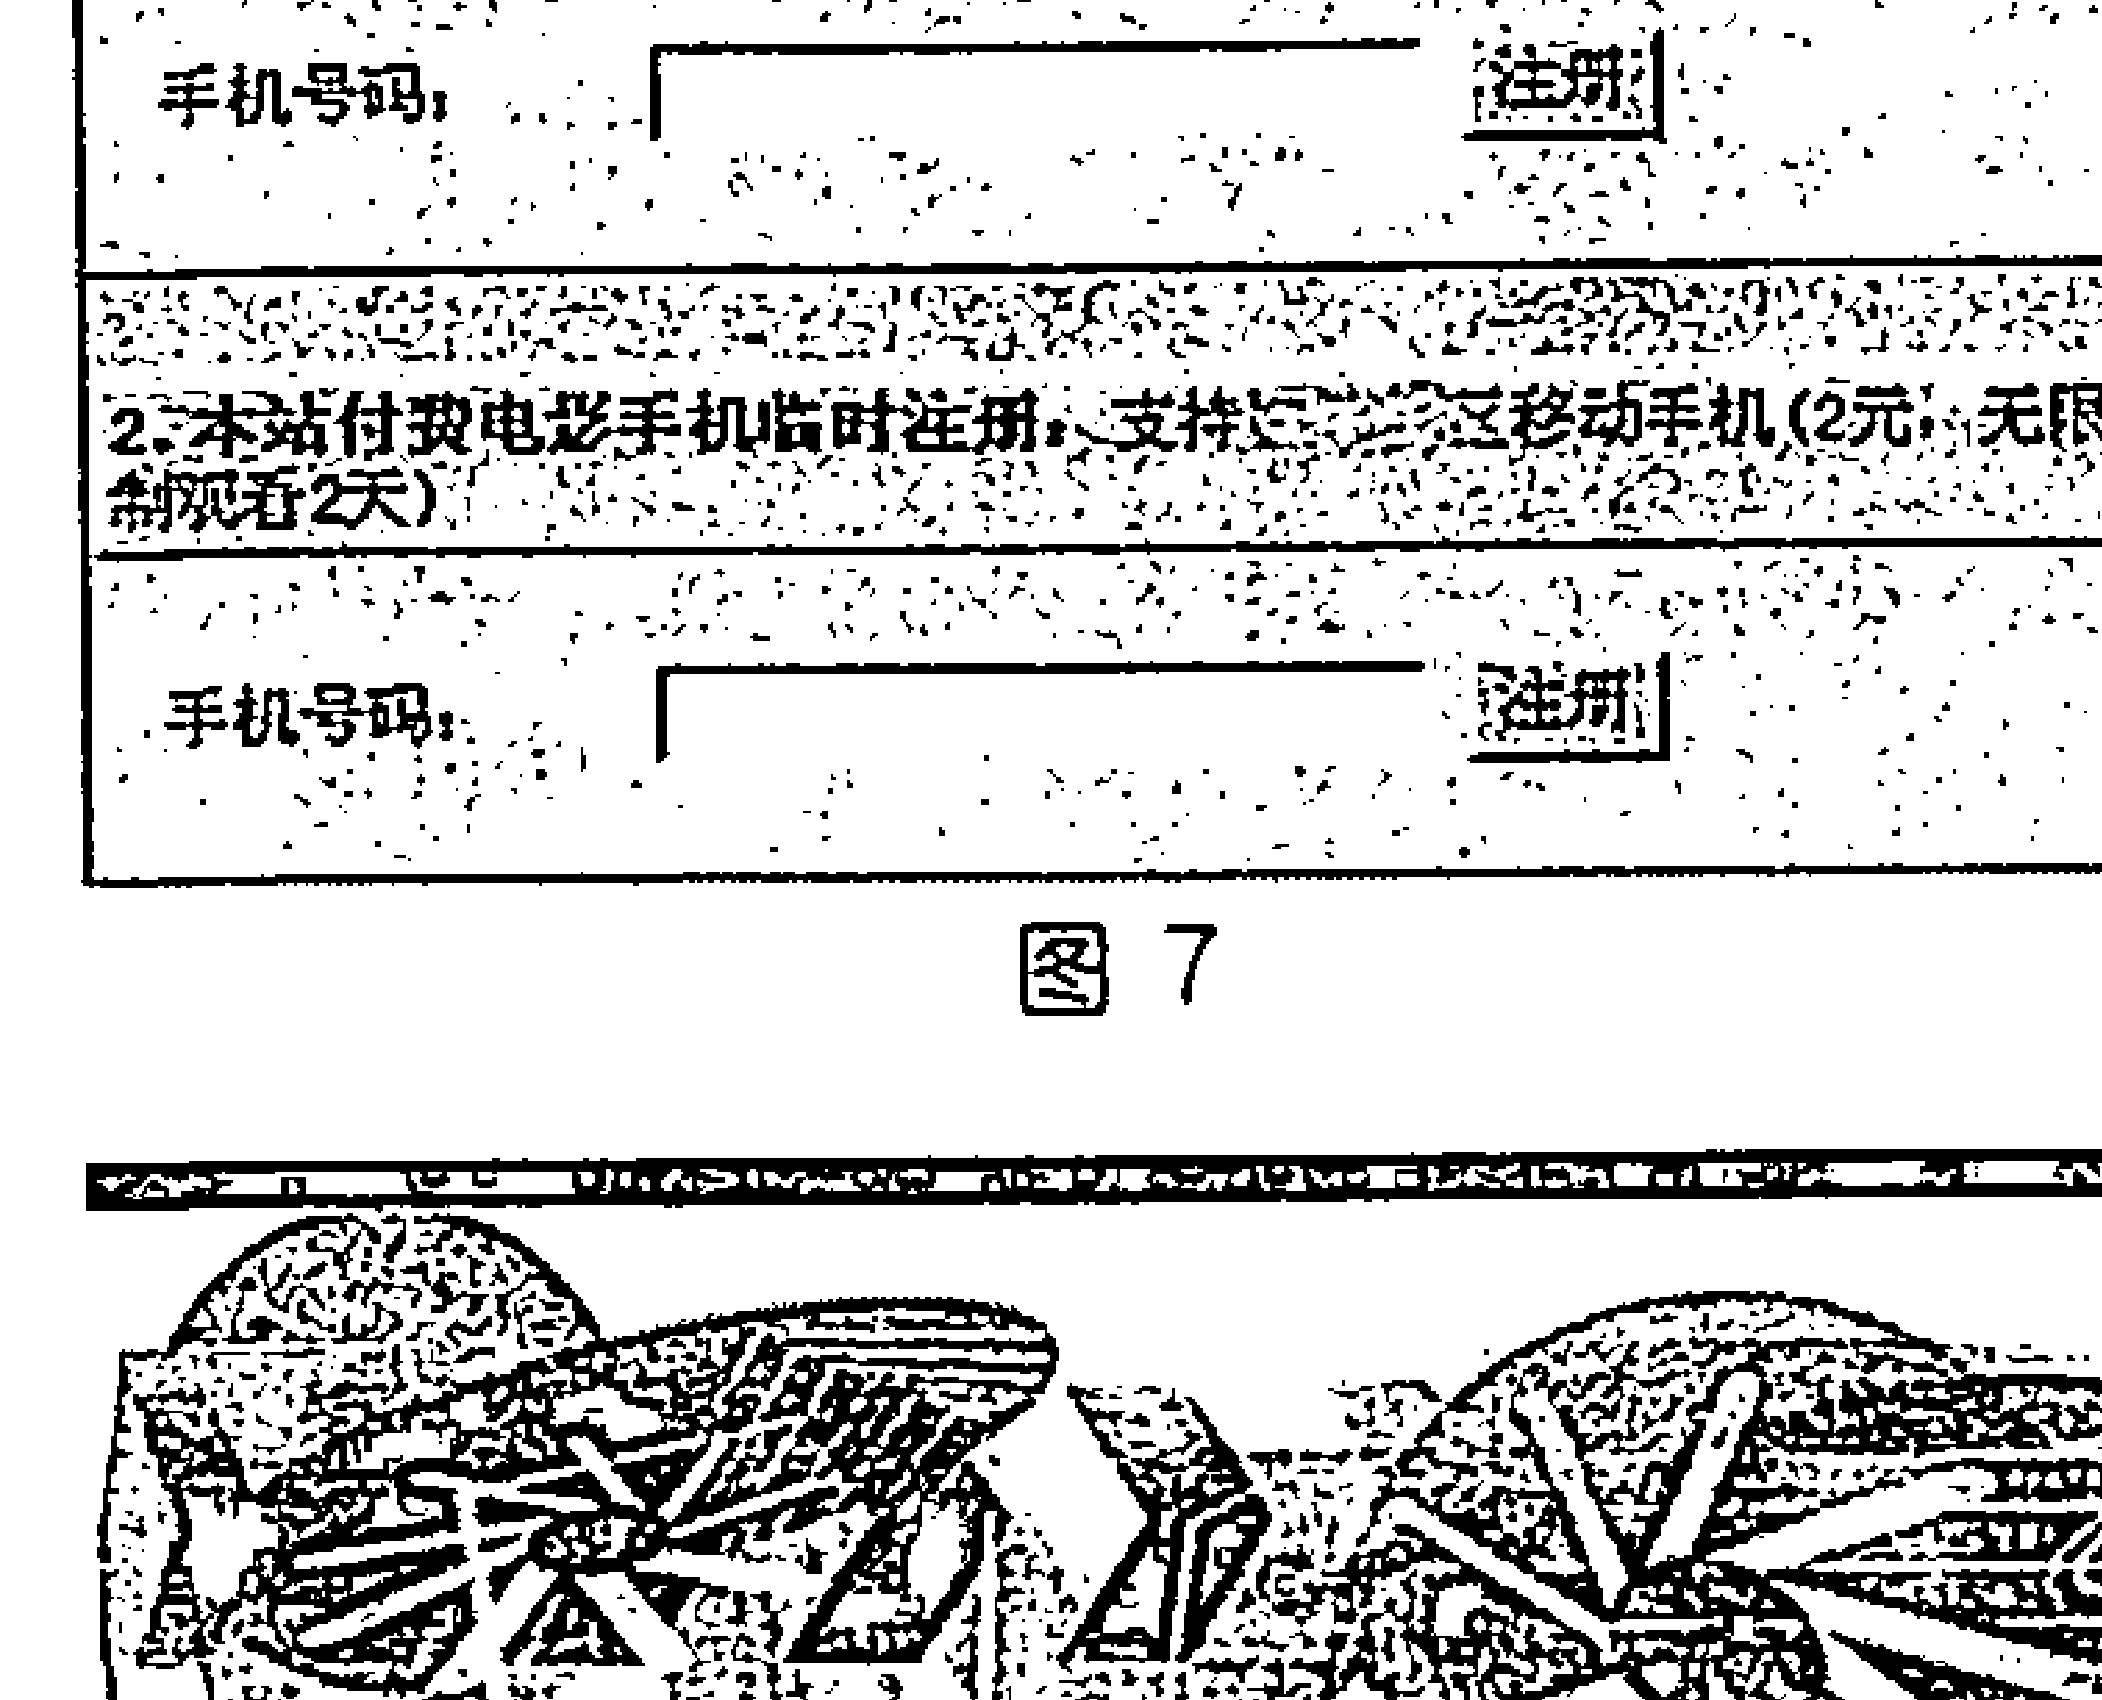 手机号码: 注册
2.本站付费电影手机临时注册,支持 移动手机(2元,无限
制观看2天)
手机号码: 注册
图 7